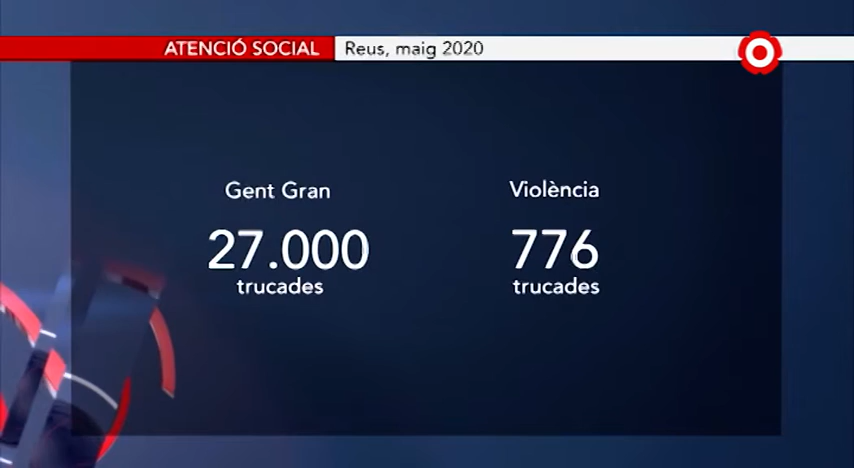 ATENCIÓ SOCIAL Reus, maig 2020
Gent Gran Violència
27.000 776
trucades trucades